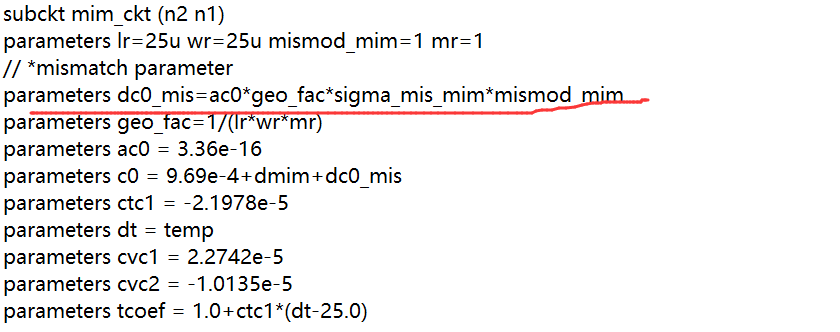 subckt mim_ckt (n2 n1)
parameters lr=25u wr=25u mismod_mim=1 mr=1
// *mismatch parameter
parameters dc0_mis=ac0*geo_fac*sigma_mis_mim*mismod_mim
parameters geo_fac=1/(lr*wr*mr)
parameters ac0 = 3.36e-16
parameters c0 = 9.69e-4+dmim+dc0_mis
parameters ctc1 = -2.1978e-5
parameters dt = temp
parameters cvc1 = 2.2742e-5
parameters cvc2 = -1.0135e-5
parameters tcoef = 1.0+ctc1*(dt-25.0)